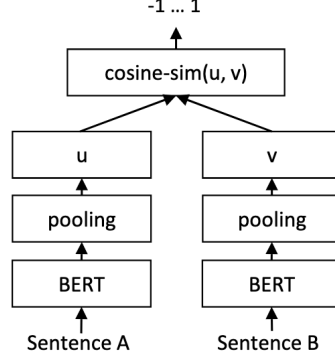 -1 … 1
cosine-sim(u, v)
u v
pooling pooling
BERT BERT
Sentence A Sentence B